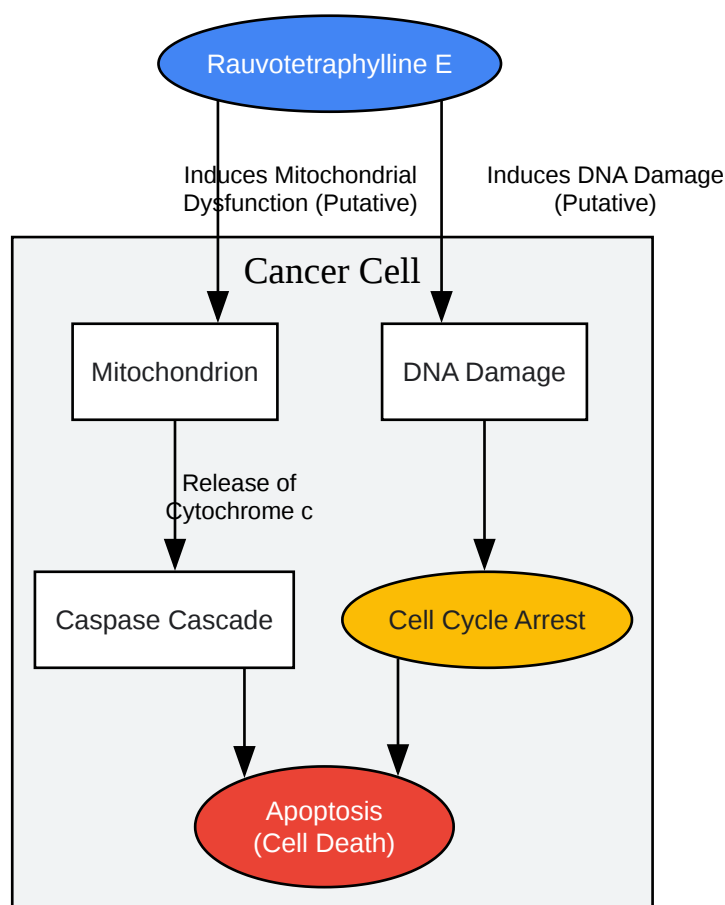 Rauvotetraphylline E
Induces Mitochondrial
Dysfunction (Putative)
Induces DNA Damage
(Putative)
Cancer Cell
Mitochondrion
DNA Damage
Release of
Cytochrome c
Caspase Cascade
Cell Cycle Arrest
Apoptosis
(Cell Death)